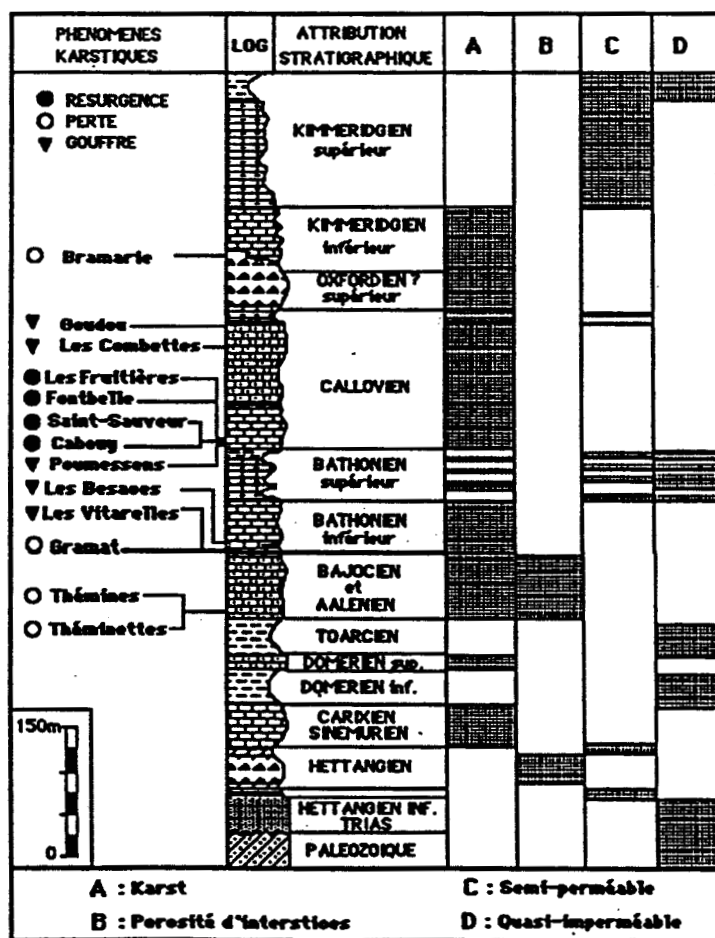 PHENOMENES
KARSTIQUES
LOG
ATTRIBUTION
STRATIGRAPHIQUE
A
B
C
D
RESURGENCE
PERTE
GOUFFRE
KIMMERIDGIEN
supérieur
KIMMERIDGIEN
inférieur
Bramarie
OXFORDIEN ?
supérieur
Goudou
Les Combettes
CALLOVIEN
Les Fruitières
Fontbelle
Saint-Sauveur
Cabouy
Poumessens
BATHONIEN
supérieur
Les Besaces
Les Vitarelles
BATHONIEN
inférieur
Gramat
BAJOCIEN
et
AALENIEN
Thémines
Théminettes
TOARCIEN
DOMERIEN sup.
DOMERIEN inf.
CARIXIEN
SINEMURIEN
150m
HETTANGIEN
HETTANGIEN INF.
TRIAS
0
PALEOZOIQUE
A : Karst
C : Semi-perméable
B : Porosité d'interstices
D : Quasi-imperméable